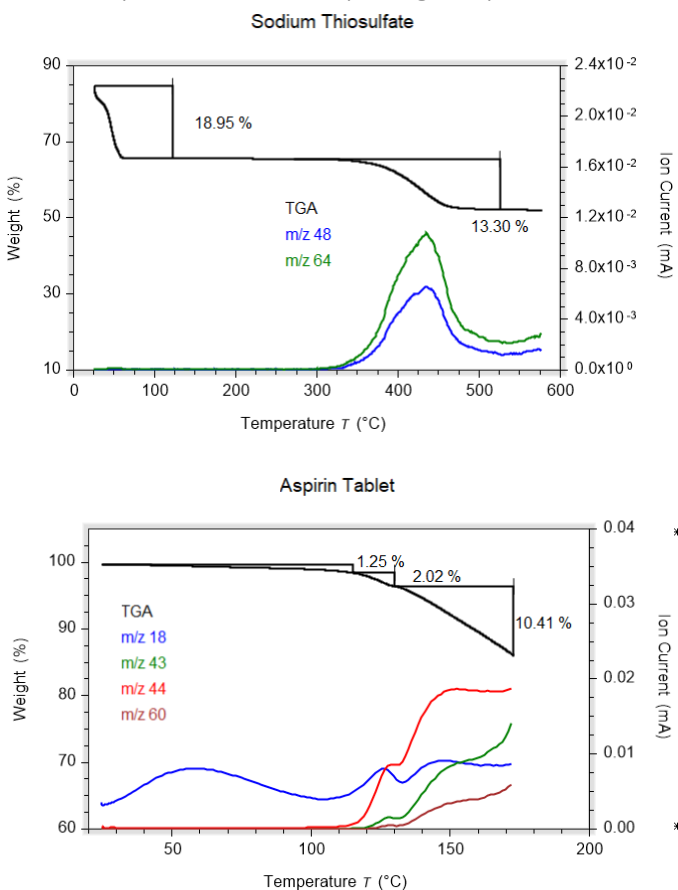 Sodium Thiosulfate
90
70
50
30
10
Weight (%)
2.4x10-2
2.0x10-2
1.6x10-2
1.2x10-2
8.0x10-3
4.0x10-3
0.0x10 0
Ion Current (mA)
18.95 %
13.30 %
TGA
m/z 48
m/z 64
0 100 200 300 400 500 600
Temperature T (°C)
Aspirin Tablet
100
90
80
70
60
Weight (%)
0.04 *
0.03
0.02
0.01
0.00 *
Ion Current (mA)
1.25 %
2.02 %
10.41 %
TGA
m/z 18
m/z 43
m/z 44
m/z 60
50 100 150 200
Temperature T (°C)